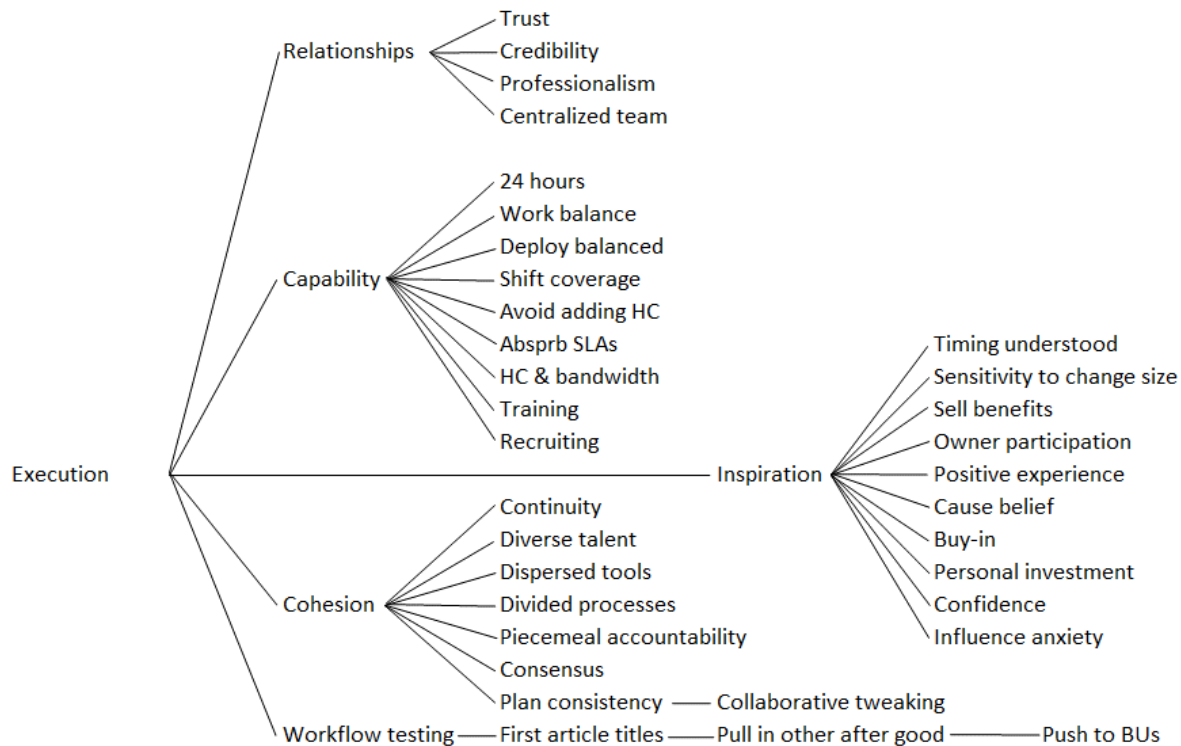 Trust
Relationships
Credibility
Professionalism
Centralized team
24 hours
Work balance
Deploy balanced
Capability
Shift coverage
Avoid adding HC
Absprb SLAs
HC & bandwidth
Training
Recruiting
Timing understood
Sensitivity to change size
Sell benefits
Owner participation
Execution
Inspiration
Positive experience
Cause belief
Buy-in
Personal investment
Confidence
Influence anxiety
Continuity
Diverse talent
Dispersed tools
Cohesion
Divided processes
Piecemeal accountability
Consensus
Plan consistency
Collaborative tweaking
Workflow testing
First article titles
Pull in other after good
Push to BUs